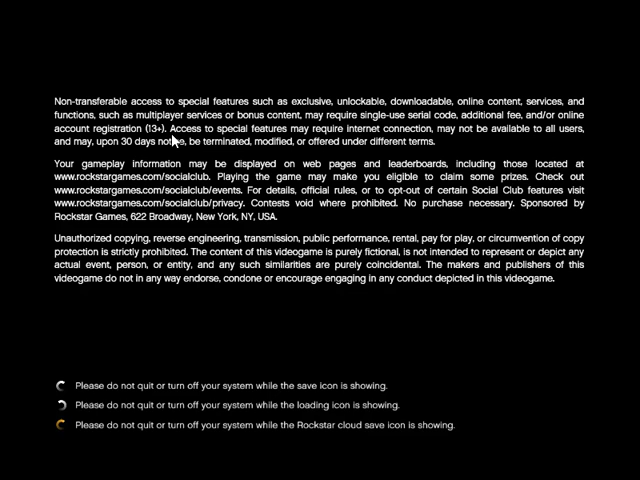 Non-transferable access to special features such as exclusive, unlockable, downloadable, online content, services, and
functions, such as multiplayer services or bonus content, may require single-use serial code, additional fee, and/or online
account registration (13+). Access to special features may require internet connection, may not be available to all users,
and may, upon 30 days notice, be terminated, modified, or offered under different terms.
Your gameplay information may be displayed on web pages and leaderboards, including those located at
www.rockstargames.com/socialclub. Playing the game may make you eligible to claim some prizes. Check out
www.rockstargames.com/socialclub/events. For details, official rules, or to opt-out of certain Social Club features visit
www.rockstargames.com/socialclub/privacy. Contests void where prohibited. No purchase necessary. Sponsored by
Rockstar Games, 622 Broadway, New York, NY, USA.
Unauthorized copying, reverse engineering, transmission, public performance, rental, pay for play, or circumvention of copy
protection is strictly prohibited. The content of this videogame is purely fictional, is not intended to represent or depict any
actual event, person, or entity, and any such similarities are purely coincidental. The makers and publishers of this
videogame do not in any way endorse, condone or encourage engaging in any conduct depicted in this videogame.
Please do not quit or turn off your system while the save icon is showing.
Please do not quit or turn off your system while the loading icon is showing.
Please do not quit or turn off your system while the Rockstar cloud save icon is showing.